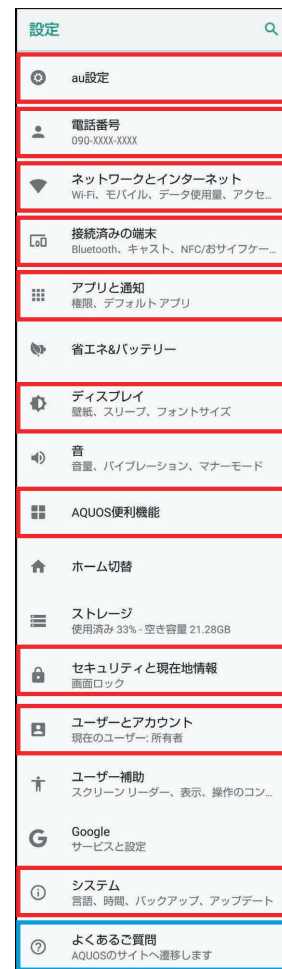 設定
au設定
電話番号
090-XXXX-XXXX
ネットワークとインターネット
Wi-Fi、モバイル、データ使用量、アクセ...
接続済みの端末
Bluetooth、キャスト、NFC/おサイフケー...
アプリと通知
権限、デフォルト アプリ
省エネ&バッテリー
ディスプレイ
壁紙、スリープ、フォントサイズ
音
音量、バイブレーション、マナーモード
AQUOS便利機能
ホーム切替
ストレージ
使用済み 33% - 空き容量 21.28GB
セキュリティと現在地情報
画面ロック
ユーザーとアカウント
現在のユーザー: 所有者
ユーザー補助
スクリーン リーダー、表示、操作のコン...
Google
サービスと設定
システム
言語、時間、バックアップ、アップデート
よくあるご質問
AQUOSのサイトへ遷移します